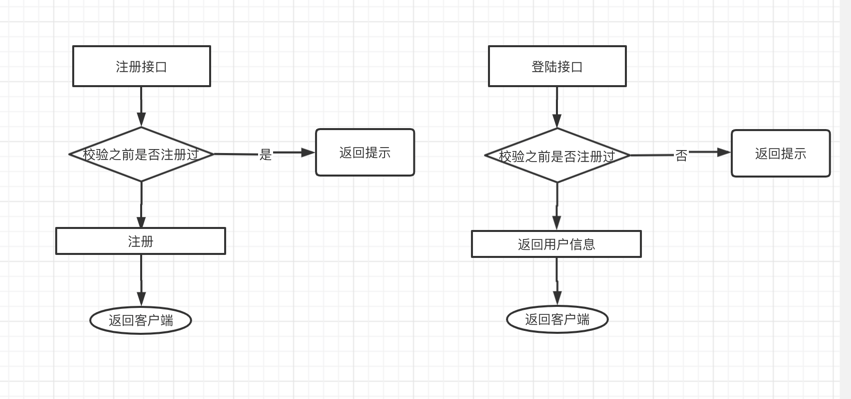 注册接口
校验之前是否注册过
是
返回提示
注册
返回客户端
登陆接口
校验之前是否注册过
否
返回提示
返回用户信息
返回客户端